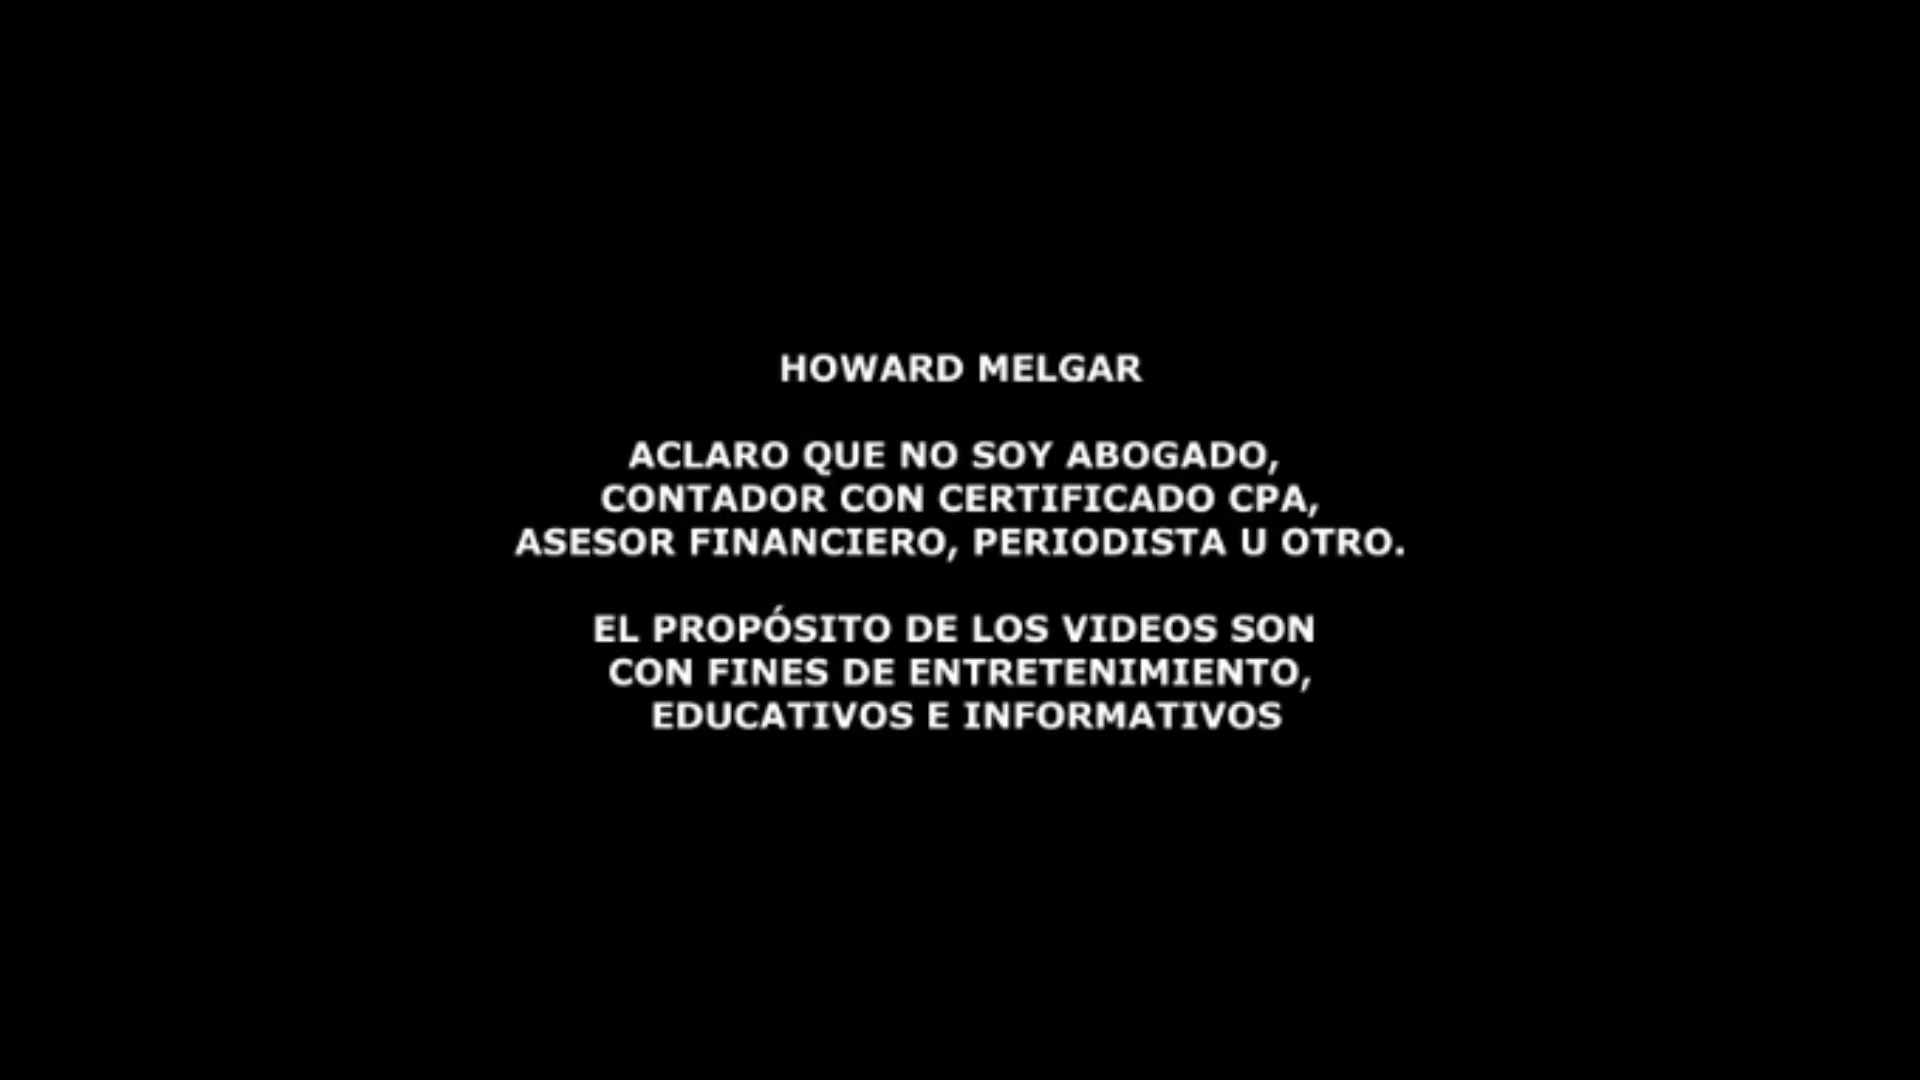 HOWARD MELGAR
ACLARO QUE NO SOY ABOGADO,
CONTADOR CON CERTIFICADO CPA,
ASESOR FINANCIERO, PERIODISTA U OTRO.
EL PROPÓSITO DE LOS VIDEOS SON
CON FINES DE ENTRETENIMIENTO,
EDUCATIVOS E INFORMATIVOS